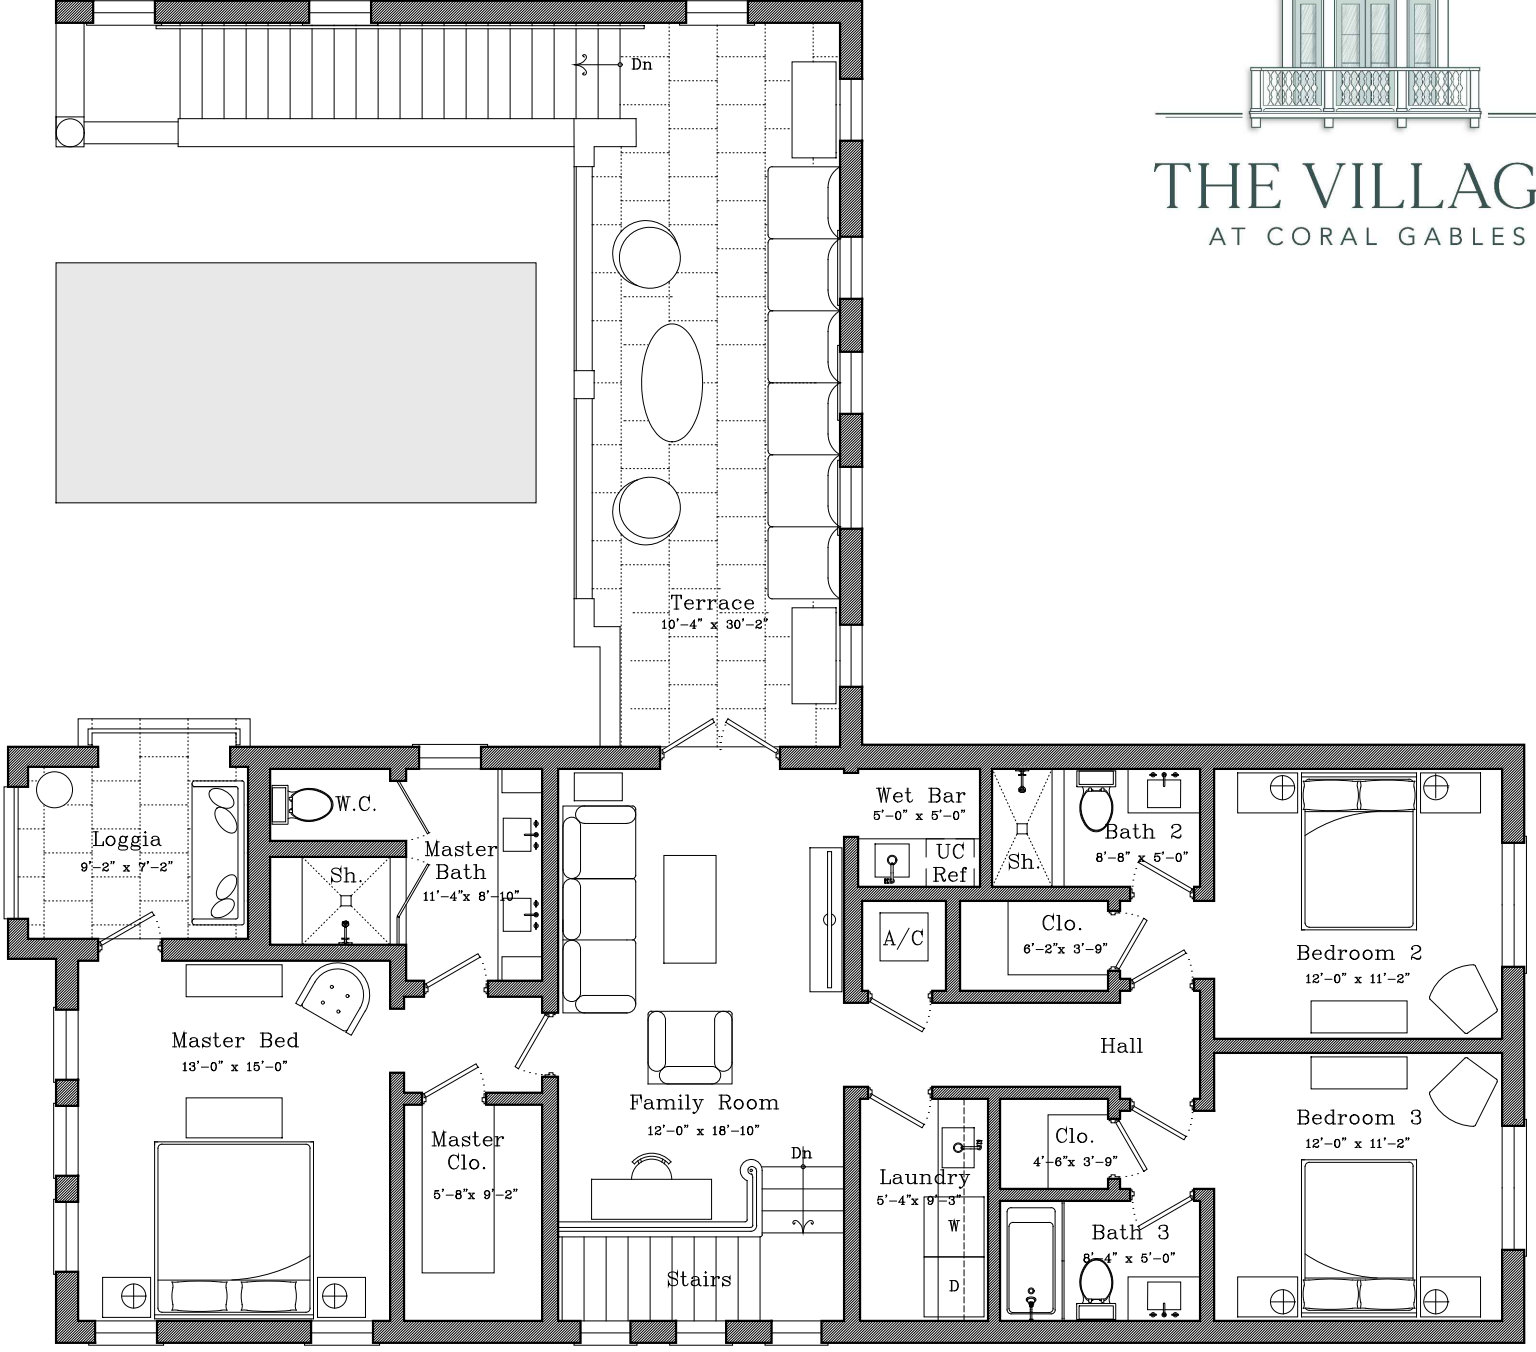 Dn
THE VILLAG
AT CORAL GABLES
Terrace
10'-4" x 30'-2"
Loggia
9'-2" x 7'-2"
W.C.
Sh.
Master
Bath
11'-4"x 8'-10"
Wet Bar
5'-0" x 5'-0"
UC
Ref
Sh.
Bath 2
8'-8" x 5'-0"
A/C
Clo.
6'-2"x 3'-9"
Bedroom 2
12'-0" x 11'-2"
Master Bed
13'-0" x 15'-0"
Hall
Family Room
12'-0" x 18'-10"
Master
Clo.
5'-8"x 9'-2"
Dn
Laundry
5'-4"x 9'-3"
W
D
Clo.
4'-6"x 3'-9"
Bedroom 3
12'-0" x 11'-2"
Bath 3
8'-4" x 5'-0"
Stairs